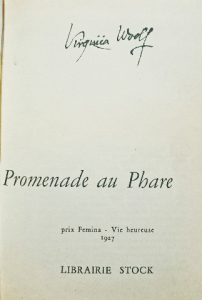 Virginia Woolf
Promenade au Phare
prix Femina - Vie heureuse
1927
LIBRAIRIE STOCK